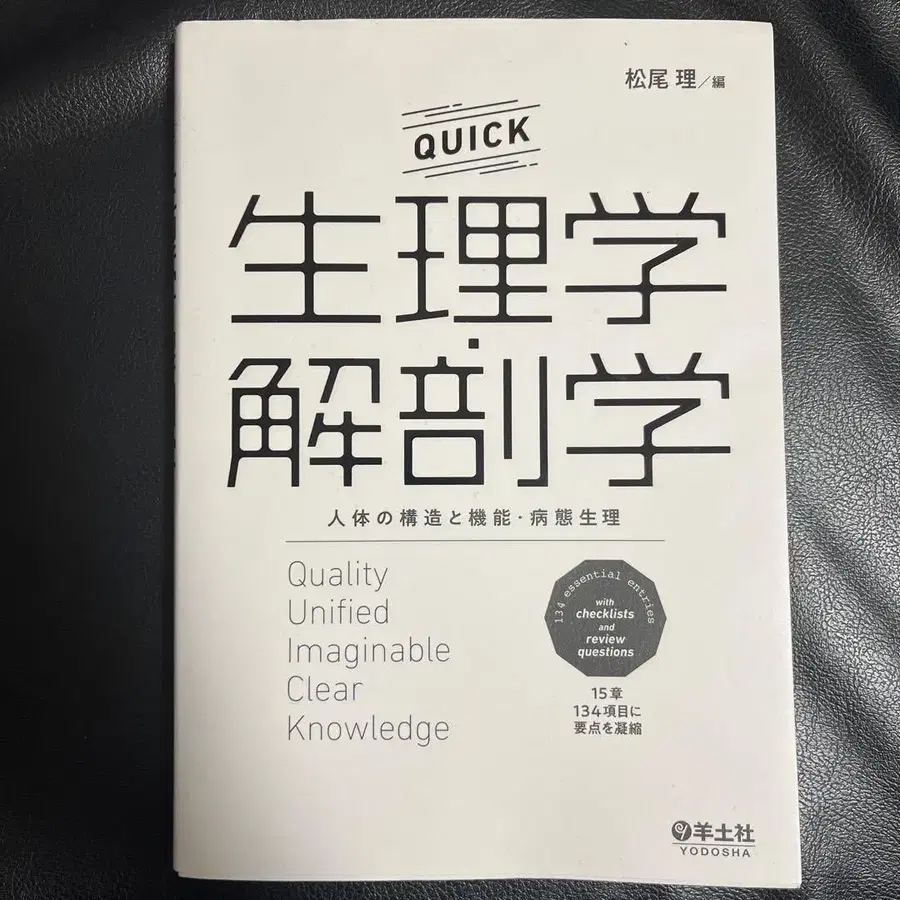 松尾 理／編
QUICK
生理学・
解剖学
人体の構造と機能・病態生理
Quality
Unified
Imaginable
Clear
Knowledge
134 essential entries
with
checklists
and
review
questions
15章
134項目に
要点を凝縮
羊土社
YODOSHA